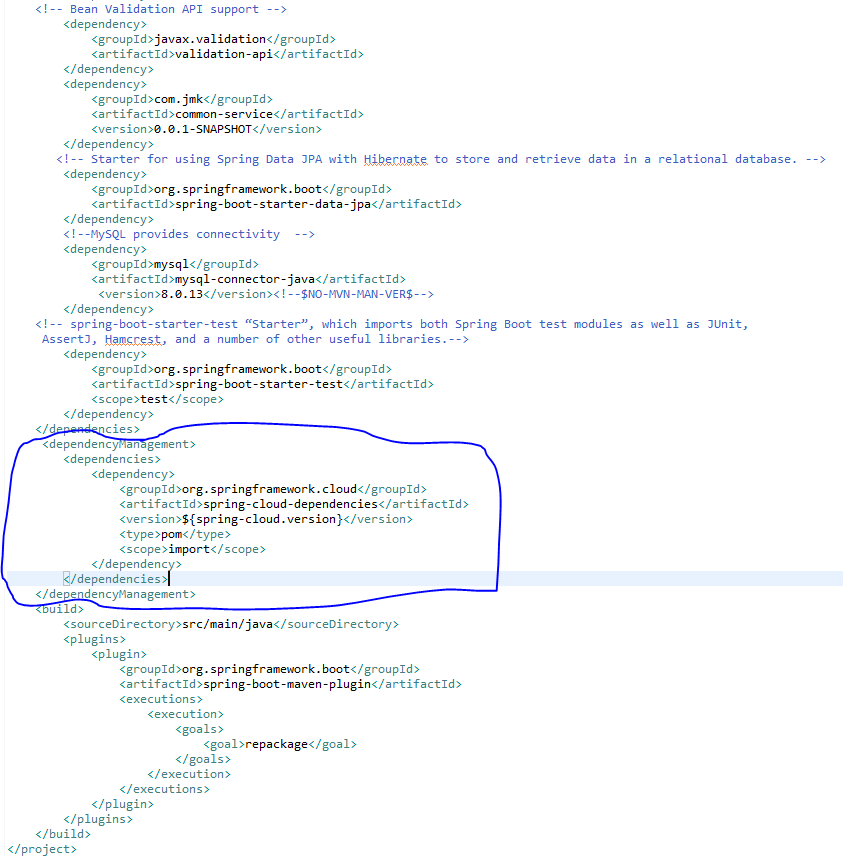 <!-- Bean Validation API support -->
<dependency>
<groupId>javax.validation</groupId>
<artifactId>validation-api</artifactId>
</dependency>
<dependency>
<groupId>com.jmk</groupId>
<artifactId>common-service</artifactId>
<version>0.0.1-SNAPSHOT</version>
</dependency>
<!-- Starter for using Spring Data JPA with Hibernate to store and retrieve data in a relational database. -->
<dependency>
<groupId>org.springframework.boot</groupId>
<artifactId>spring-boot-starter-data-jpa</artifactId>
</dependency>
<!--MySQL provides connectivity  -->
<dependency>
<groupId>mysql</groupId>
<artifactId>mysql-connector-java</artifactId>
<version>8.0.13</version><!--$NO-MVN-MAN-VER$-->
</dependency>
<!-- spring-boot-starter-test “Starter”, which imports both Spring Boot test modules as well as JUnit,
AssertJ, Hamcrest, and a number of other useful libraries.-->
<dependency>
<groupId>org.springframework.boot</groupId>
<artifactId>spring-boot-starter-test</artifactId>
<scope>test</scope>
</dependency>
</dependencies>
<dependencyManagement>
<dependencies>
<dependency>
<groupId>org.springframework.cloud</groupId>
<artifactId>spring-cloud-dependencies</artifactId>
<version>${spring-cloud.version}</version>
<type>pom</type>
<scope>import</scope>
</dependency>
</dependencies>
</dependencyManagement>
<build>
<sourceDirectory>src/main/java</sourceDirectory>
<plugins>
<plugin>
<groupId>org.springframework.boot</groupId>
<artifactId>spring-boot-maven-plugin</artifactId>
<executions>
<execution>
<goals>
<goal>repackage</goal>
</goals>
</execution>
</executions>
</plugin>
</plugins>
</build>
</project>